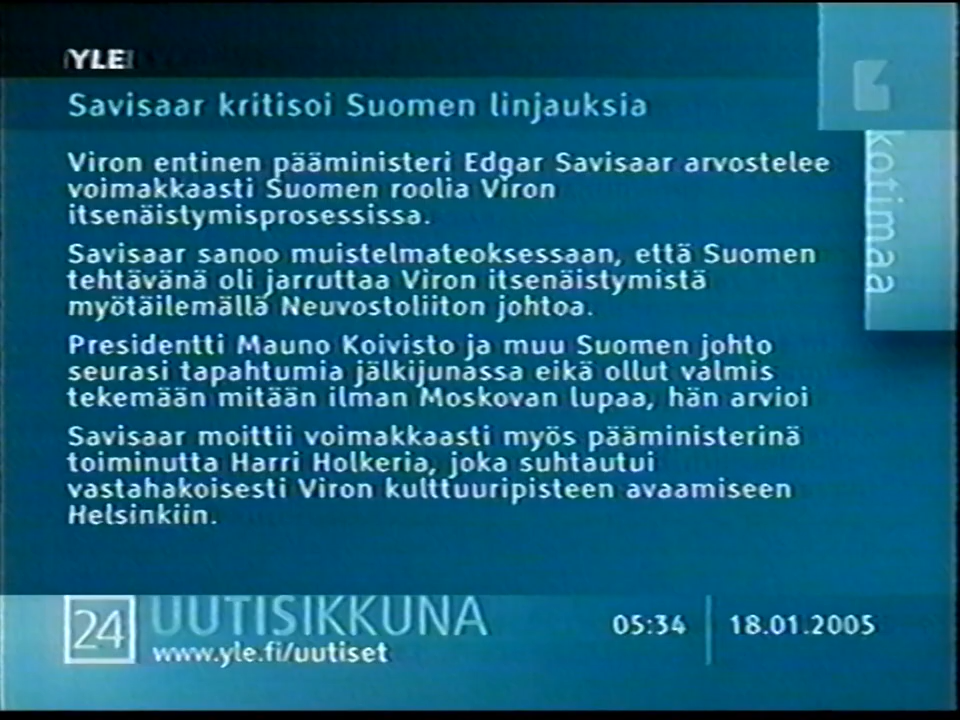 YLE
Savisaar kritisoi Suomen linjauksia
kotimaa
Viron entinen pääministeri Edgar Savisaar arvostelee
voimakkaasti Suomen roolia Viron
itsenäistymisprosessissa.
Savisaar sanoo muistelmateoksessaan, että Suomen
tehtävänä oli jarruttaa Viron itsenäistymistä
myötäilemällä Neuvostoliiton johtoa.
Presidentti Mauno Koivisto ja muu Suomen johto
seurasi tapahtumia jälkijunassa eikä ollut valmis
tekemään mitään ilman Moskovan lupaa, hän arvioi
Savisaar moittii voimakkaasti myös pääministerinä
toiminutta Harri Holkeria, joka suhtautui
vastahakoisesti Viron kulttuuripisteen avaamiseen
Helsinkiin.
24 UUTISIKKUNA
www.yle.fi/uutiset
05:34 18.01.2005